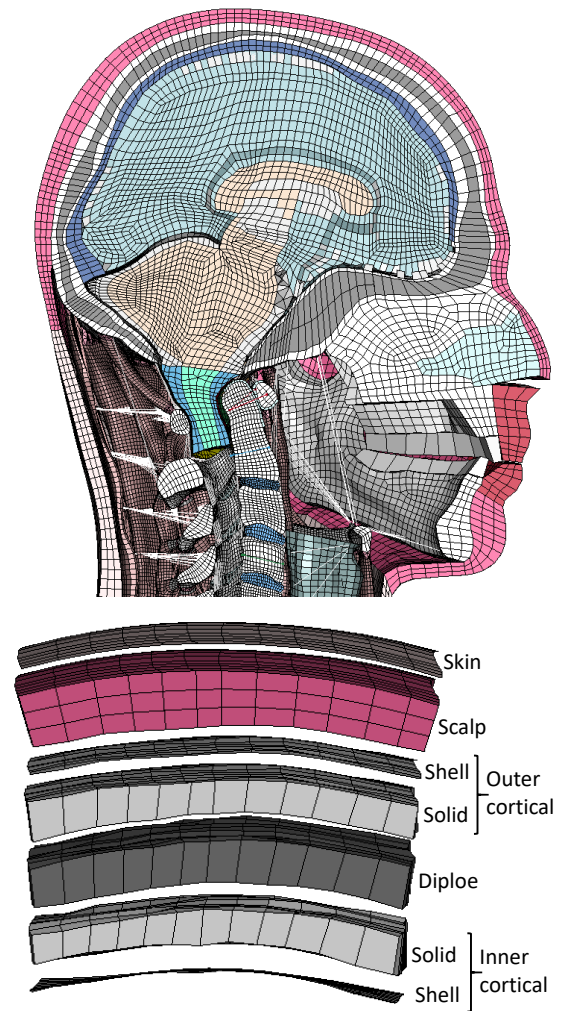 Skin
Scalp
Shell
Outer
cortical
Solid
Diploe
Solid
Inner
cortical
Shell